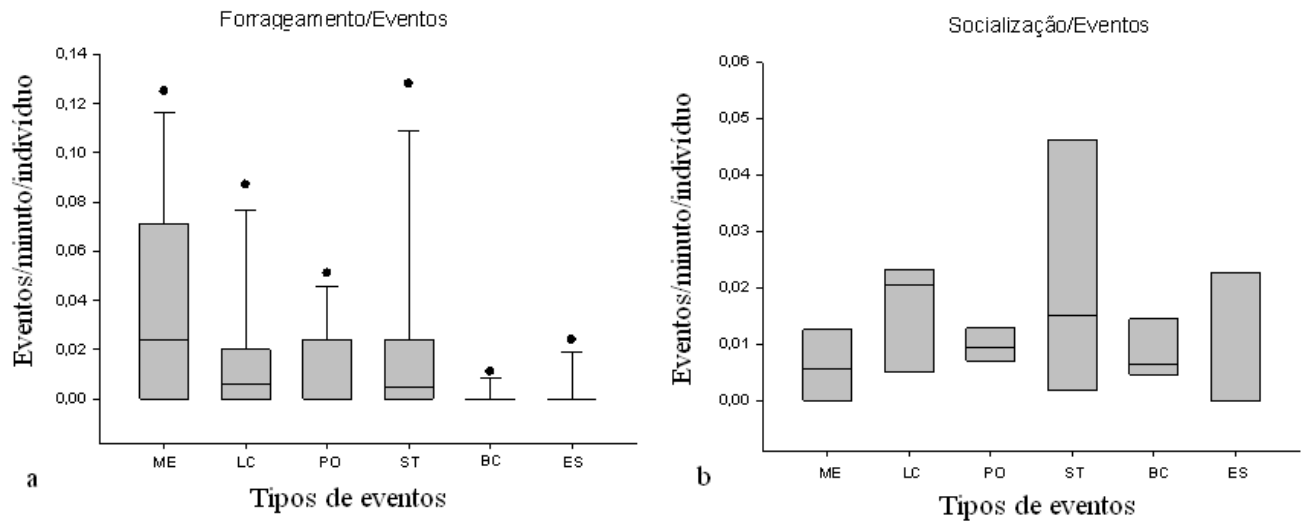 Forrageamento/Eventos
Eventos/minuto/indivíduo
0,14
0,12
0,10
0,08
0,06
0,04
0,02
0,00
ME LC PO ST BC ES
a
Tipos de eventos
Socialização/Eventos
Eventos/minuto/indivíduo
0,06
0,05
0,04
0,03
0,02
0,01
0,00
ME LC PO ST BC ES
b
Tipos de eventos